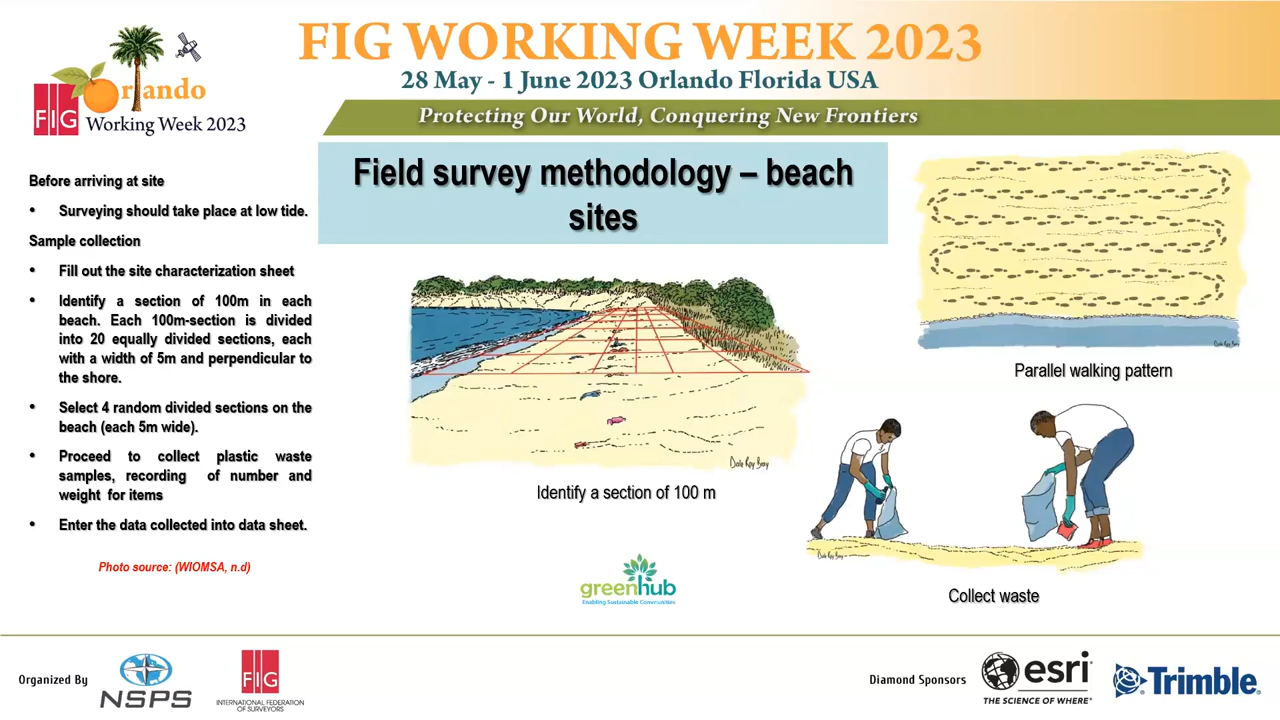 FIG WORKING WEEK 2023
28 May - 1 June 2023 Orlando Florida USA
Protecting Our World, Conquering New Frontiers
Orlando
FIG
Working Week 2023
Field survey methodology – beach
sites
Before arriving at site
• Surveying should take place at low tide.
Sample collection
• Fill out the site characterization sheet
• Identify a section of 100m in each
beach. Each 100m-section is divided
into 20 equally divided sections, each
with a width of 5m and perpendicular to
the shore.
• Select 4 random divided sections on the
beach (each 5m wide).
• Proceed to collect plastic waste
samples, recording of number and
weight for items
• Enter the data collected into data sheet.
Photo source: (WIOMSA, n.d)
Identify a section of 100 m
Parallel walking pattern
Collect waste
greenhub
Enabling Sustainable Communities
Organized By
NSPS
FIG
INTERNATIONAL FEDERATION
OF SURVEYORS
Diamond Sponsors
esri
THE SCIENCE OF WHERE®
Trimble